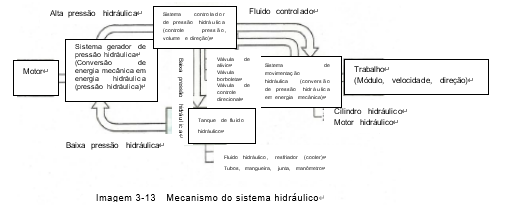 Alta pressão hidráulica↵
Fluido controlado↵
Sistema controlador
de pressão hidráulica
(controle pressão,
volume e direção)↵
Motor↵
Sistema gerador de
pressão hidráulica↵
(Conversão de
energia mecânica em
energia hidráulica
(pressão hidráulica)↵
Baixa pressão hidráulica↵
Válvula de
alívio↵
Válvula
borboleta↵
Válvula de
controle
direcional↵
Sistema de
movimentação
hidráulica (conversão
de pressão hidráulica
em energia mecânica)↵
Trabalho↵
(Módulo, velocidade, direção)↵
Cilindro hidráulico↵
Motor hidráulico↵
Tanque de fluido
hidráulico↵
Baixa pressão hidráulica↵
Fluido hidráulico, resfriador (cooler)↵
Tubos, mangueira, junta, manômetro↵
Imagem 3-13 Mecanismo do sistema hidráulico↵